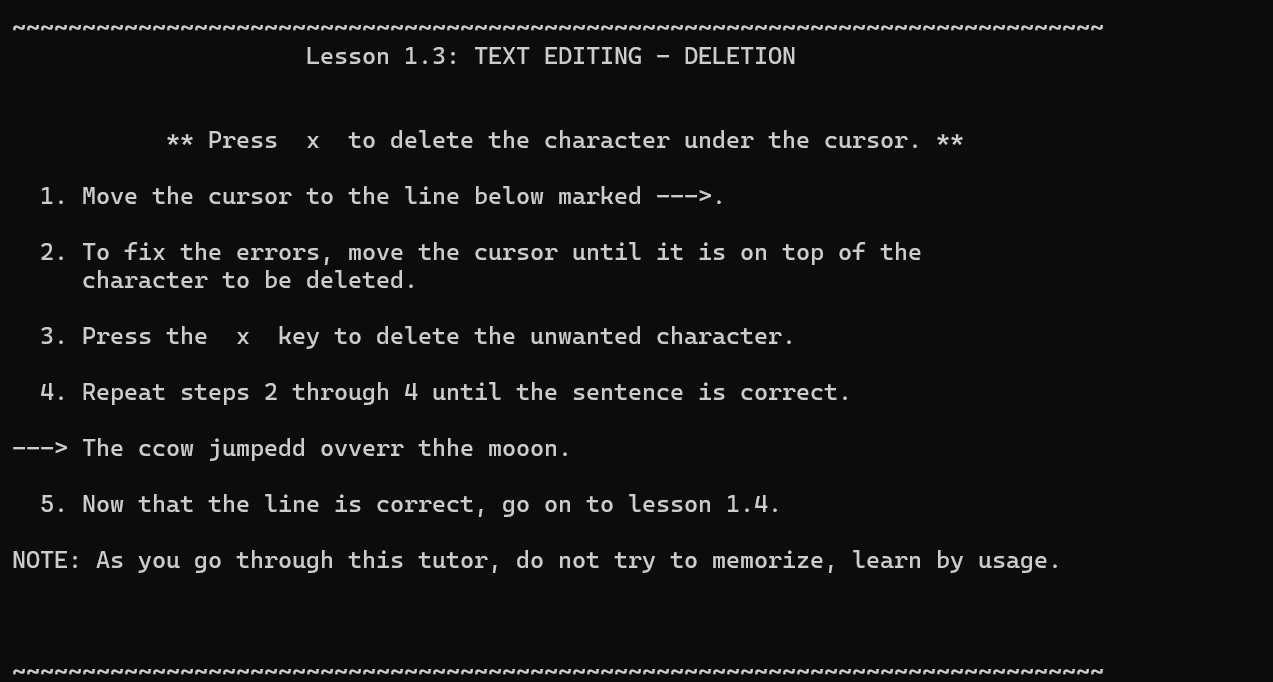 ~~~~~~~~~~~~~~~~~~~~~~~~~~~~~~~~~~~~~~~~~~~~~~~~~~~~~~~~~~~~~~~~~~~~~~~~~~~~~~
Lesson 1.3: TEXT EDITING - DELETION
** Press  x  to delete the character under the cursor. **
1. Move the cursor to the line below marked --->.
2. To fix the errors, move the cursor until it is on top of the
character to be deleted.
3. Press the  x  key to delete the unwanted character.
4. Repeat steps 2 through 4 until the sentence is correct.
---> The ccow jumpedd ovverr thhe mooon.
5. Now that the line is correct, go on to lesson 1.4.
NOTE: As you go through this tutor, do not try to memorize, learn by usage.
~~~~~~~~~~~~~~~~~~~~~~~~~~~~~~~~~~~~~~~~~~~~~~~~~~~~~~~~~~~~~~~~~~~~~~~~~~~~~~